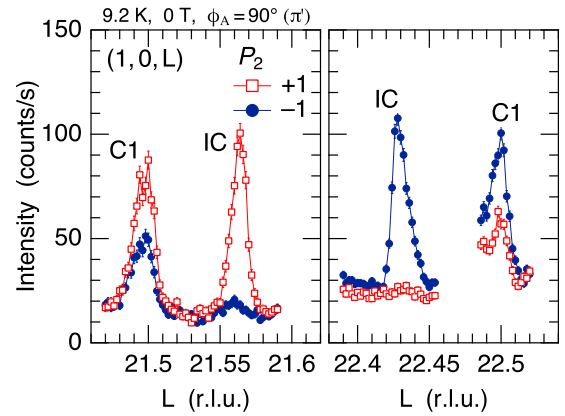 9.2 K, 0 T, ϕA = 90° (π')
150
100
50
0
Intensity (counts/s)
(1, 0, L)
P2
+1
−1
C1
IC
IC
C1
21.5
21.55
21.6
22.4
22.45
22.5
L (r.l.u.)
L (r.l.u.)